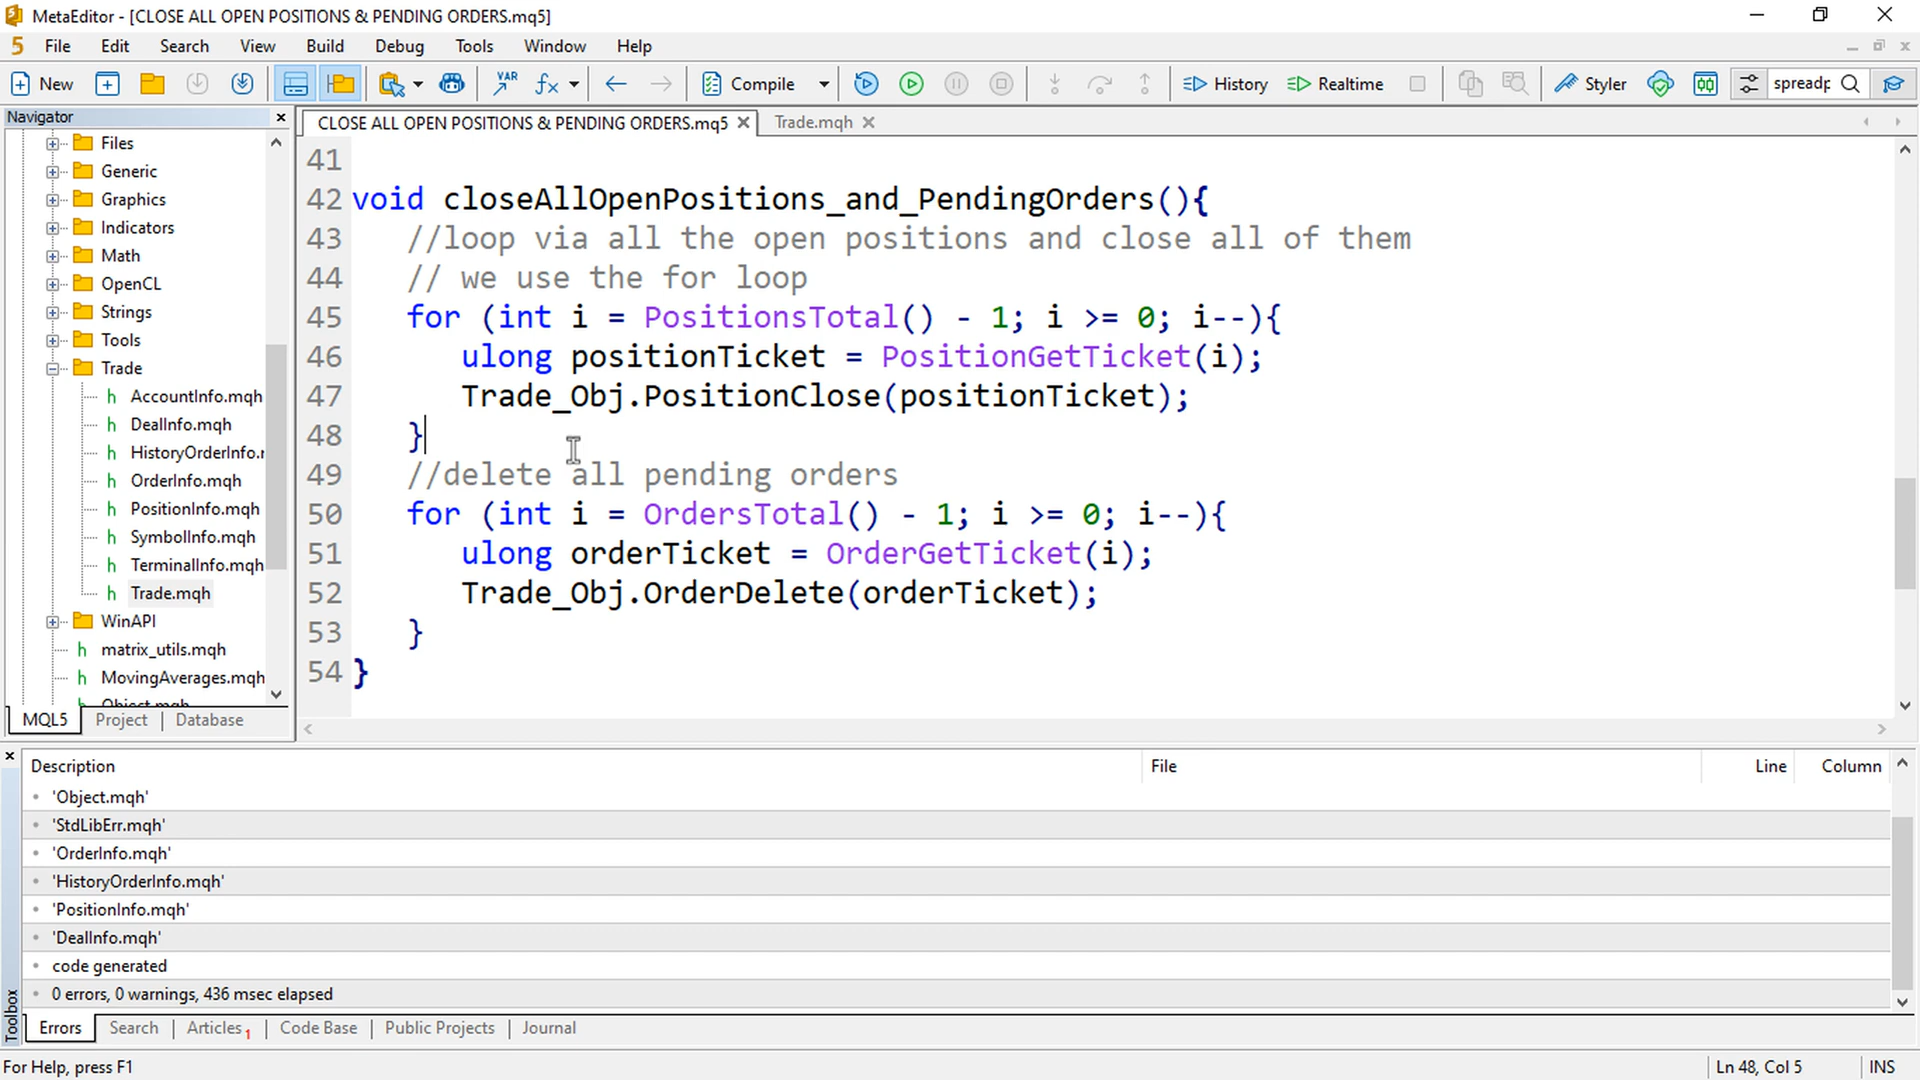 MetaEditor - [CLOSE ALL OPEN POSITIONS & PENDING ORDERS.mq5]
5 File Edit Search View Build Debug Tools Window Help
New VAR Compile History Realtime Styler spreadp
Navigator
CLOSE ALL OPEN POSITIONS & PENDING ORDERS.mq5 Trade.mqh
Files
Generic
Graphics
Indicators
Math
OpenCL
Strings
Tools
Trade
h AccountInfo.mqh
h DealInfo.mqh
h HistoryOrderInfo.
h OrderInfo.mqh
h PositionInfo.mqh
h SymbolInfo.mqh
h TerminalInfo.mqh
h Trade.mqh
WinAPI
h matrix_utils.mqh
h MovingAverages.mqh
h Object.mqh
MQL5 Project Database
41
42 void closeAllOpenPositions_and_PendingOrders(){
43 //loop via all the open positions and close all of them
44 // we use the for loop
45 for (int i = PositionsTotal() - 1; i >= 0; i--){
46 ulong positionTicket = PositionGetTicket(i);
47 Trade_Obj.PositionClose(positionTicket);
48 }
49 //delete all pending orders
50 for (int i = OrdersTotal() - 1; i >= 0; i--){
51 ulong orderTicket = OrderGetTicket(i);
52 Trade_Obj.OrderDelete(orderTicket);
53 }
54 }
Description File Line Column
'Object.mqh'
'StdLibErr.mqh'
'OrderInfo.mqh'
'HistoryOrderInfo.mqh'
'PositionInfo.mqh'
'DealInfo.mqh'
code generated
0 errors, 0 warnings, 436 msec elapsed
Toolbox
Errors Search Articles 1 Code Base Public Projects Journal
For Help, press F1 Ln 48, Col 5 INS